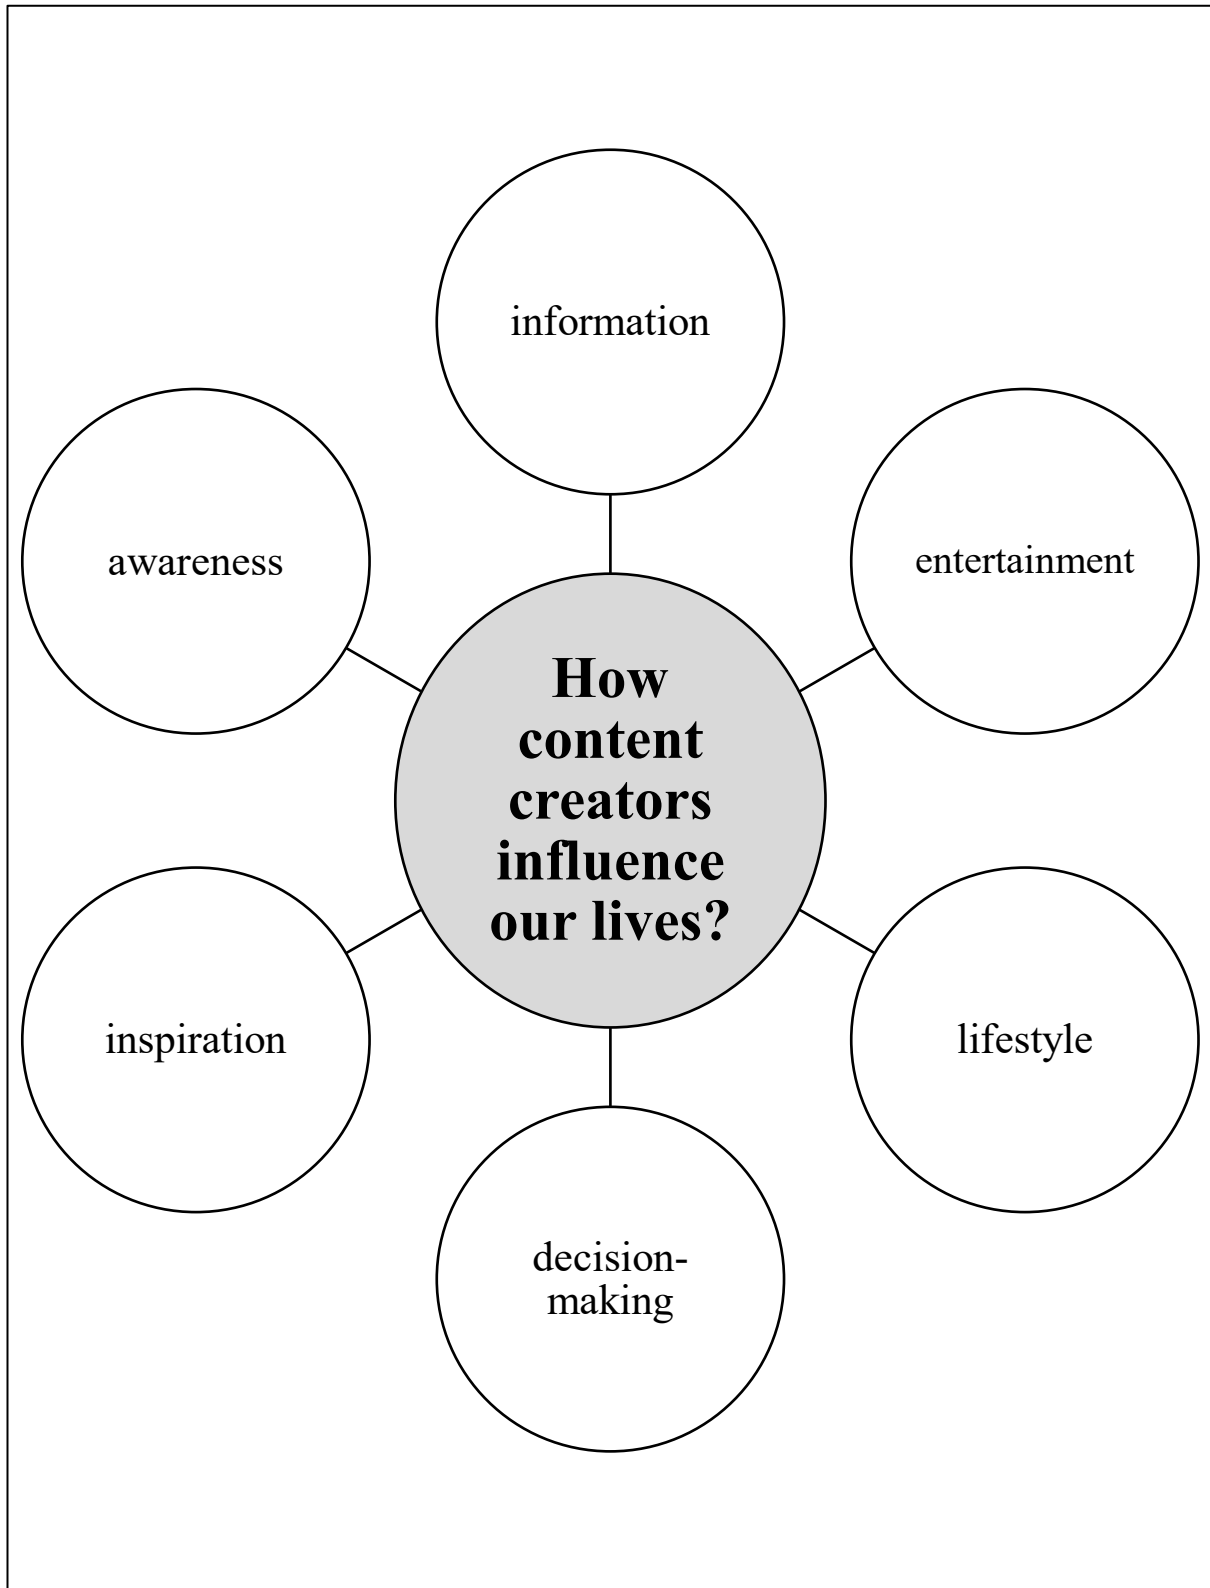 information
awareness
entertainment
How
content
creators
influence
our lives?
inspiration
lifestyle
decision-
making